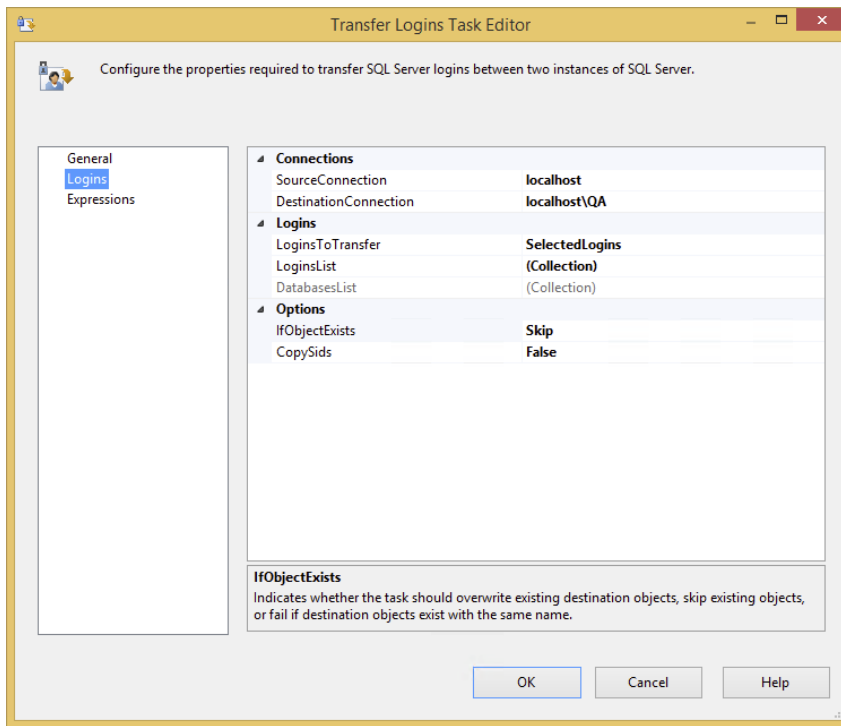 Transfer Logins Task Editor
Configure the properties required to transfer SQL Server logins between two instances of SQL Server.
General
Logins
Expressions
Connections
SourceConnection localhost
DestinationConnection localhost\QA
Logins
LoginsToTransfer SelectedLogins
LoginsList (Collection)
DatabasesList (Collection)
Options
IfObjectExists Skip
CopySids False
IfObjectExists
Indicates whether the task should overwrite existing destination objects, skip existing objects,
or fail if destination objects exist with the same name.
OK Cancel Help